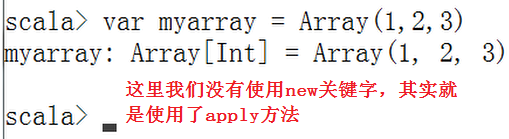 scala> var myarray = Array(1,2,3)
myarray: Array[Int] = Array(1, 2, 3)
这里我们没有使用new关键字，其实就
是使用了apply方法
scala>